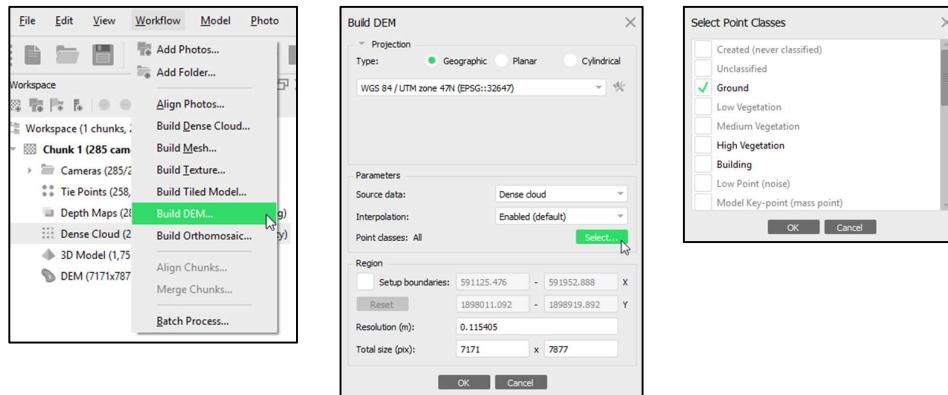 File Edit View Workflow Model Photo
Add Photos...
Add Folder...
Workspace
Align Photos...
Workspace (1 chunks,
Build Dense Cloud...
Chunk 1 (285 cam
Build Mesh...
Cameras (285/2
Build Texture...
Tie Points (258,
Build Tiled Model...
Depth Maps (28
Build DEM...
g)
Dense Cloud (2
Build Orthomosaic...
ty)
3D Model (1,75
Align Chunks...
DEM (7171x787
Merge Chunks...
Batch Process...
Build DEM
Projection
Type: Geographic Planar Cylindrical
WGS 84 / UTM zone 47N (EPSG::32647)
Parameters
Source data: Dense cloud
Interpolation: Enabled (default)
Point classes: All Select...
Region
Setup boundaries: 591125.476 - 591952.888 X
Reset 1898011.092 - 1898919.892 Y
Resolution (m): 0.115405
Total size (pix): 7171 x 7877
OK Cancel
Select Point Classes
Created (never classified)
Unclassified
Ground
Low Vegetation
Medium Vegetation
High Vegetation
Building
Low Point (noise)
Model Key-point (mass point)
OK Cancel